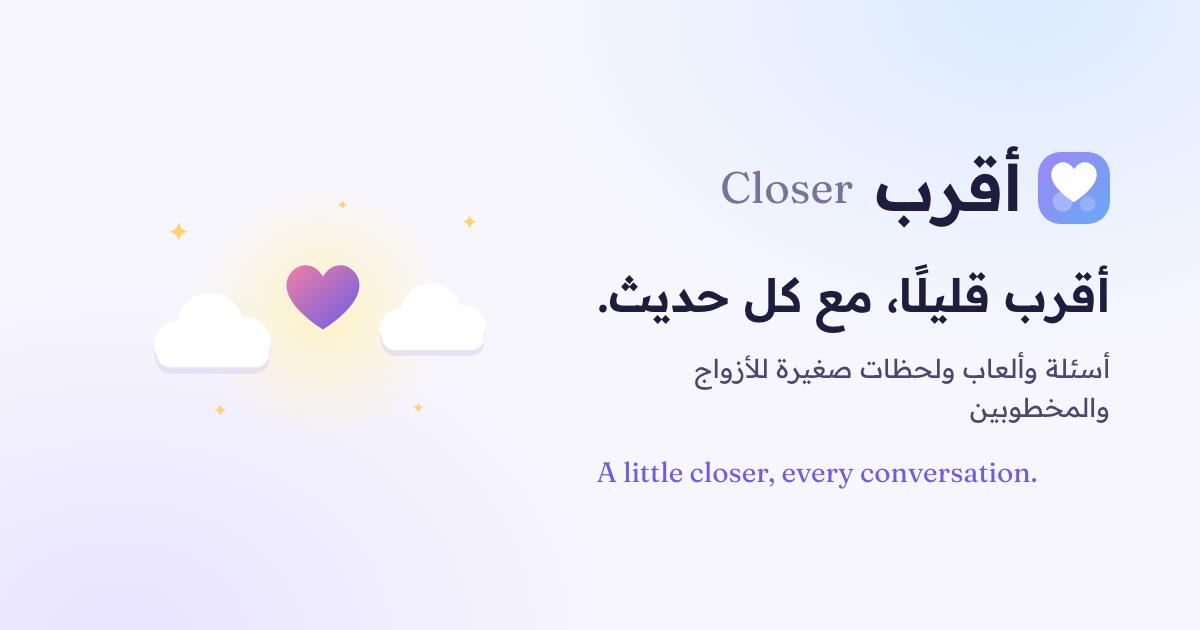 أقرب Closer
أقرب قليلًا، مع كل حديث.
أسئلة وألعاب ولحظات صغيرة للأزواج
والمخطوبين
A little closer, every conversation.